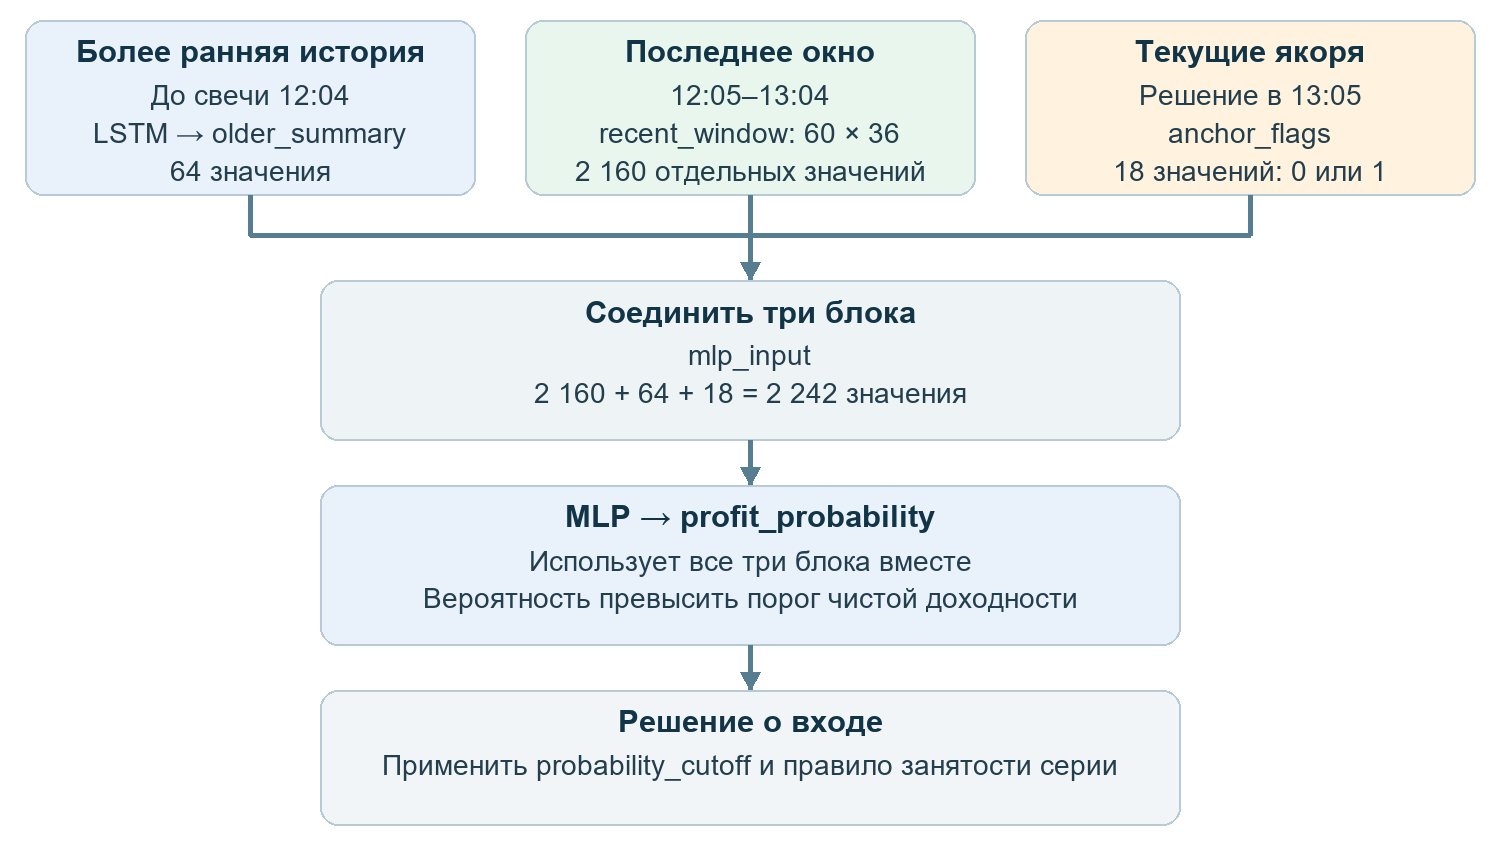 Более ранняя история
До свечи 12:04
LSTM → older_summary
64 значения
Последнее окно
12:05–13:04
recent_window: 60 × 36
2 160 отдельных значений
Текущие якоря
Решение в 13:05
anchor_flags
18 значений: 0 или 1
Соединить три блока
mlp_input
2 160 + 64 + 18 = 2 242 значения
MLP → profit_probability
Использует все три блока вместе
Вероятность превысить порог чистой доходности
Решение о входе
Применить probability_cutoff и правило занятости серии